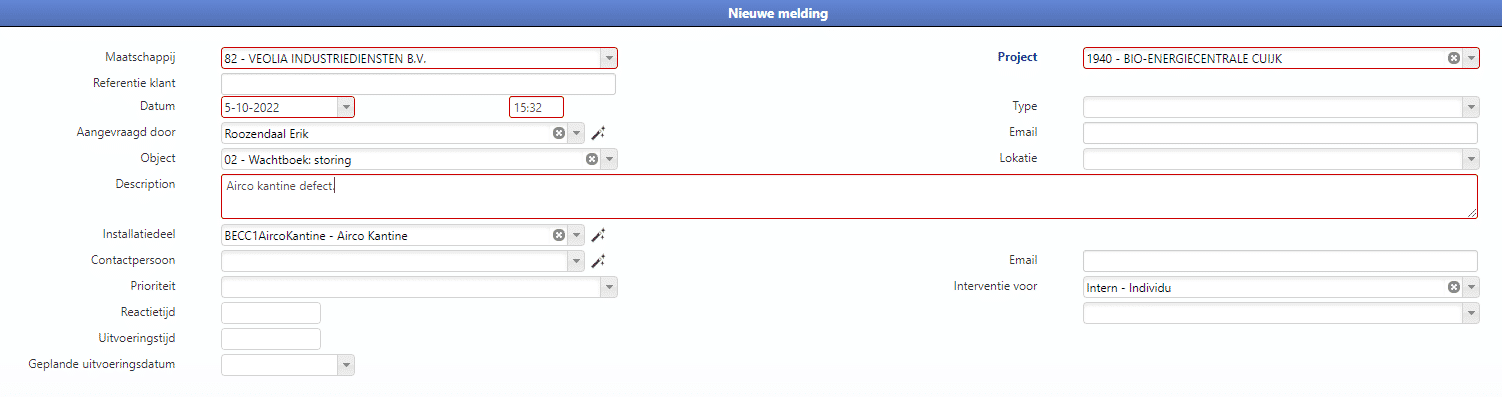 Nieuwe melding
Maatschappij 82 - VEOLIA INDUSTRIEDIENSTEN B.V. Project 1940 - BIO-ENERGIECENTRALE CUIJK
Referentie klant
Datum 5-10-2022 15:32 Type
Aangevraagd door Roozendaal Erik Email
Object 02 - Wachtboek: storing Lokatie
Description Airco kantine defect.
Installatiedeel BECC1AircoKantine - Airco Kantine
Contactpersoon Email
Prioriteit Interventie voor Intern - Individu
Reactietijd
Uitvoeringstijd
Geplande uitvoeringsdatum